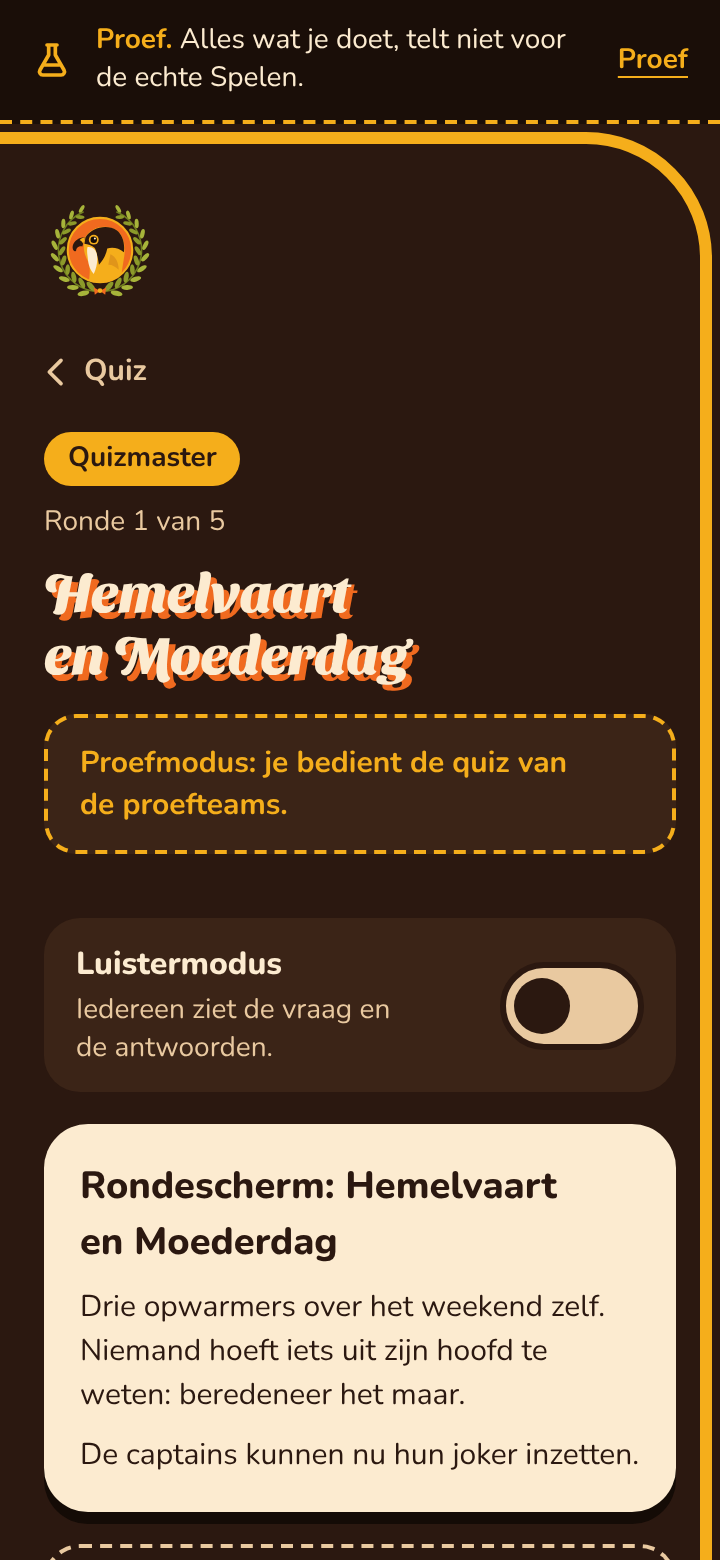 Proef. Alles wat je doet, telt niet voor
de echte Spelen.
Proef
Quiz
Quizmaster
Ronde 1 van 5
Hemelvaart
en Moederdag
Proefmodus: je bedient de quiz van
de proefteams.
Luistermodus
Iedereen ziet de vraag en
de antwoorden.
Rondescherm: Hemelvaart
en Moederdag
Drie opwarmers over het weekend zelf.
Niemand hoeft iets uit zijn hoofd te
weten: beredeneer het maar.
De captains kunnen nu hun joker inzetten.